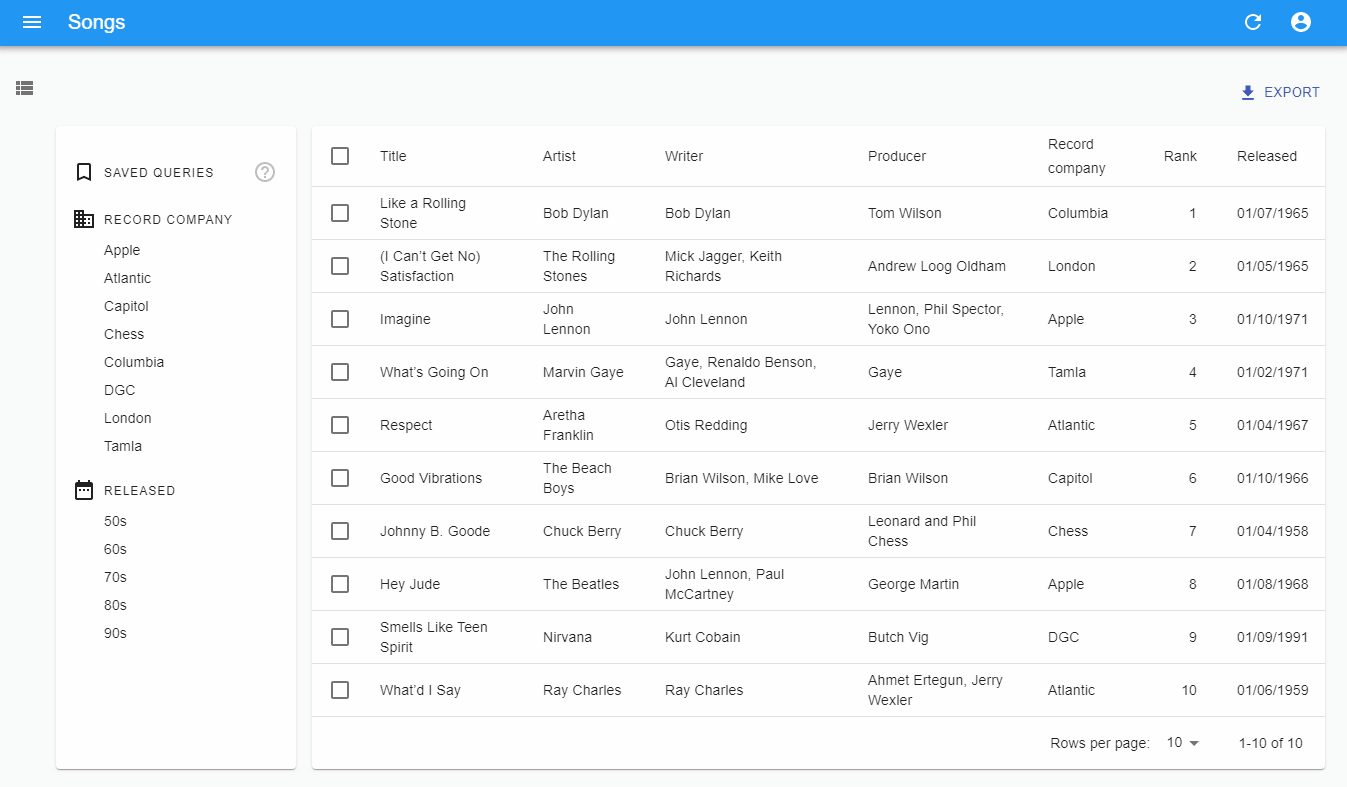 Songs
EXPORT
SAVED QUERIES
RECORD COMPANY
Apple
Atlantic
Capitol
Chess
Columbia
DGC
London
Tamla
RELEASED
50s
60s
70s
80s
90s
Title Artist Writer Producer Record company Rank Released
Like a Rolling Stone Bob Dylan Bob Dylan Tom Wilson Columbia 1 01/07/1965
(I Can’t Get No) Satisfaction The Rolling Stones Mick Jagger, Keith Richards Andrew Loog Oldham London 2 01/05/1965
Imagine John Lennon John Lennon Lennon, Phil Spector, Yoko Ono Apple 3 01/10/1971
What’s Going On Marvin Gaye Gaye, Renaldo Benson, Al Cleveland Gaye Tamla 4 01/02/1971
Respect Aretha Franklin Otis Redding Jerry Wexler Atlantic 5 01/04/1967
Good Vibrations The Beach Boys Brian Wilson, Mike Love Brian Wilson Capitol 6 01/10/1966
Johnny B. Goode Chuck Berry Chuck Berry Leonard and Phil Chess Chess 7 01/04/1958
Hey Jude The Beatles John Lennon, Paul McCartney George Martin Apple 8 01/08/1968
Smells Like Teen Spirit Nirvana Kurt Cobain Butch Vig DGC 9 01/09/1991
What’d I Say Ray Charles Ray Charles Ahmet Ertegun, Jerry Wexler Atlantic 10 01/06/1959
Rows per page: 10 1-10 of 10